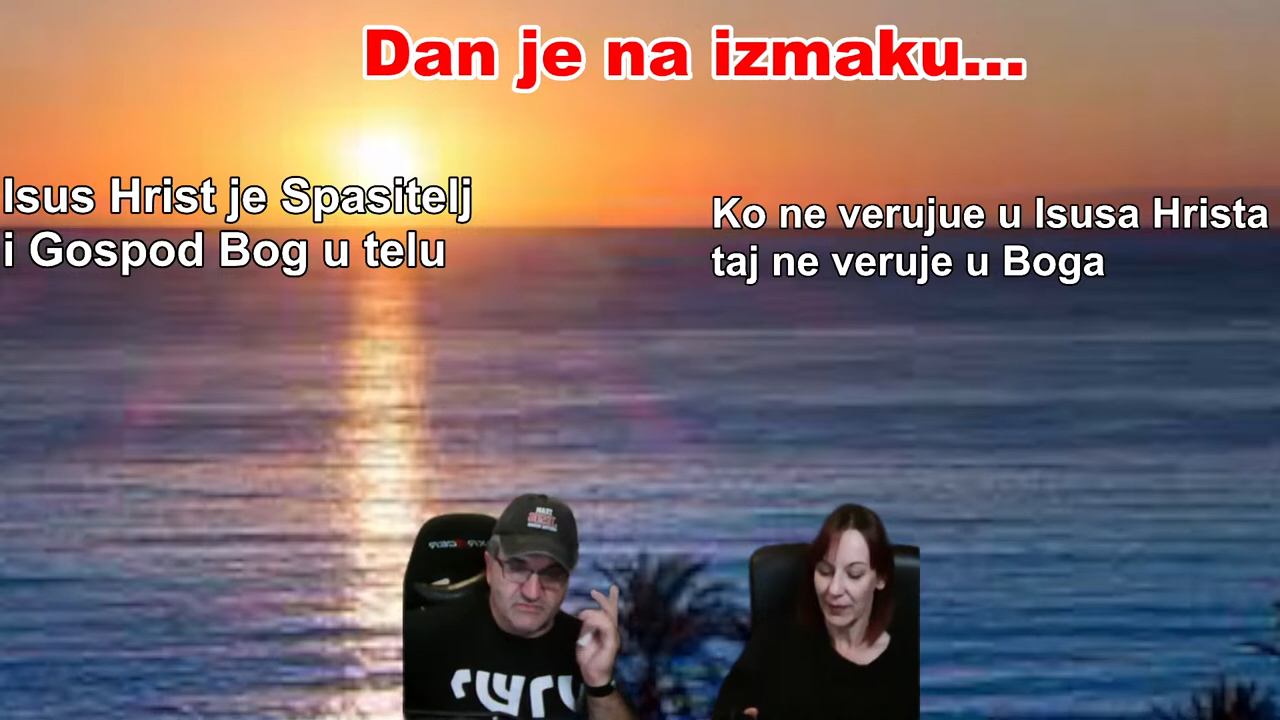 Dan je na izmaku...
Isus Hrist je Spasitelj
i Gospod Bog u telu
Ko ne verujue u Isusa Hrista
taj ne veruje u Boga